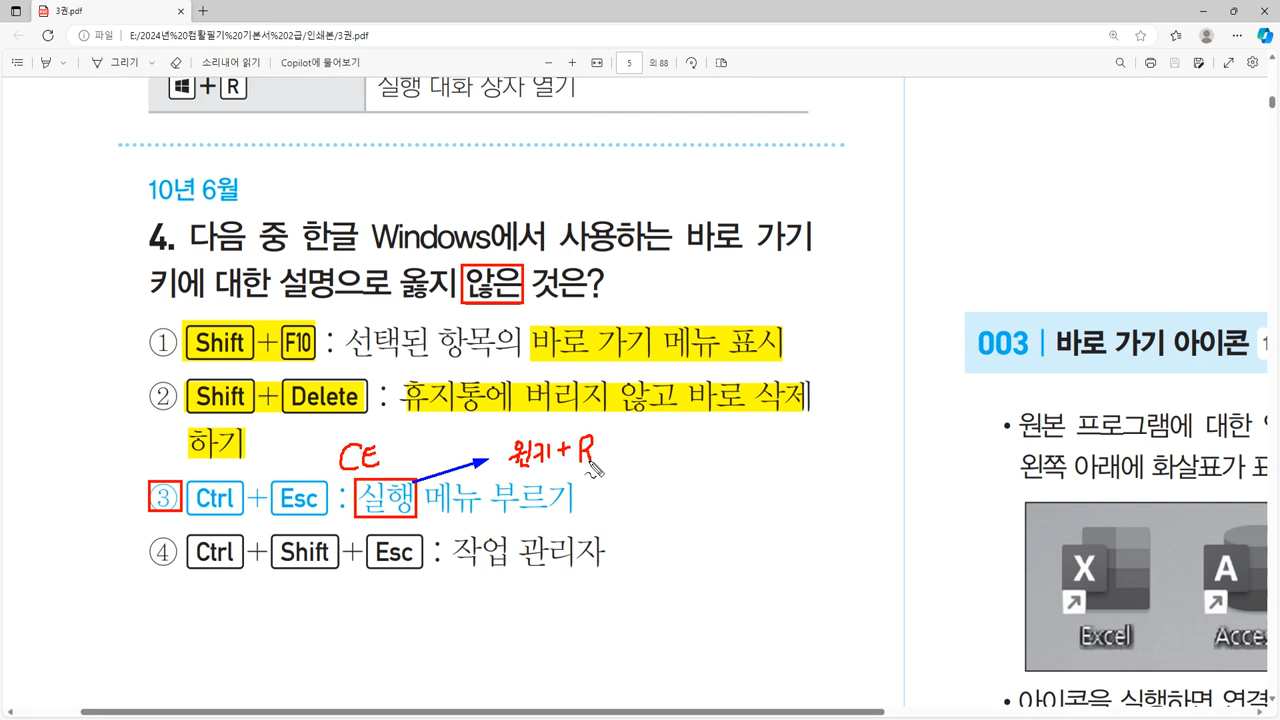 3권.pdf
파일 E:/2024년%20컴활필기%20기본서%202급/인쇄본/3권.pdf
그리기 소리내어 읽기 Copilot에 물어보기 5 의 88
+ R 실행 대화 상자 열기
10년 6월
4. 다음 중 한글 Windows에서 사용하는 바로 가기
키에 대한 설명으로 옳지 않은 것은?
① Shift + F10 : 선택된 항목의 바로 가기 메뉴 표시
② Shift + Delete : 휴지통에 버리지 않고 바로 삭제
하기
CE 윈키 + R
③ Ctrl + Esc : 실행 메뉴 부르기
④ Ctrl + Shift + Esc : 작업 관리자
003 | 바로 가기 아이콘
• 원본 프로그램에 대한
왼쪽 아래에 화살표가
X A
Excel
• 아이콘을 실행하면